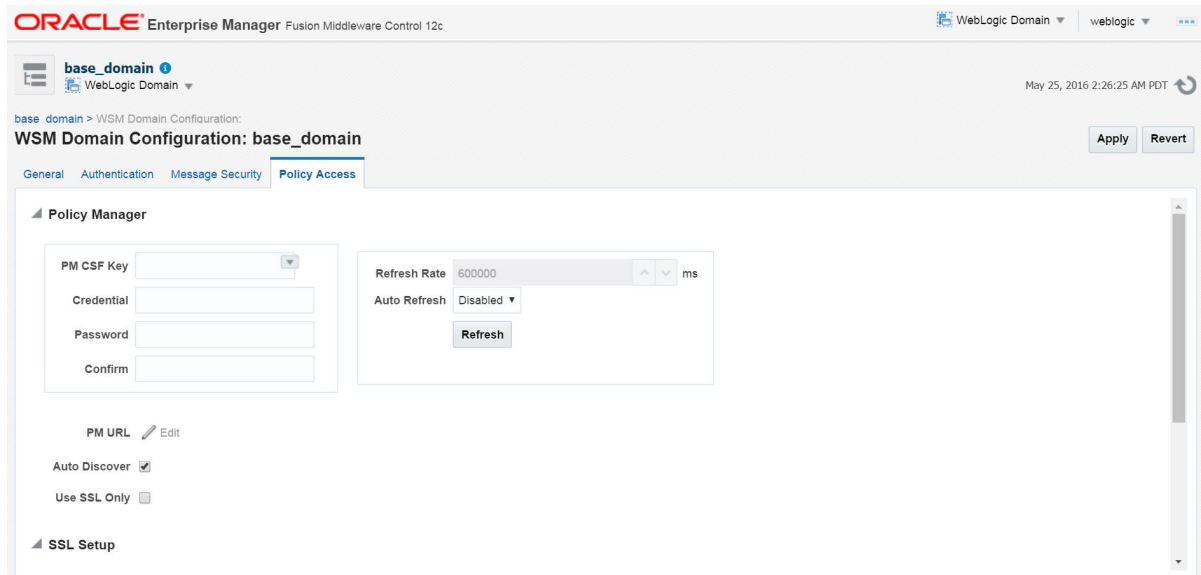 ORACLE Enterprise Manager Fusion Middleware Control 12c
WebLogic Domain
weblogic
base_domain
WebLogic Domain
May 25, 2016 2:26:25 AM PDT
base_domain > WSM Domain Configuration:
WSM Domain Configuration: base_domain
Apply
Revert
General
Authentication
Message Security
Policy Access
Policy Manager
PM CSF Key
Credential
Password
Confirm
Refresh Rate 600000 ms
Auto Refresh Disabled
Refresh
PM URL Edit
Auto Discover
Use SSL Only
SSL Setup